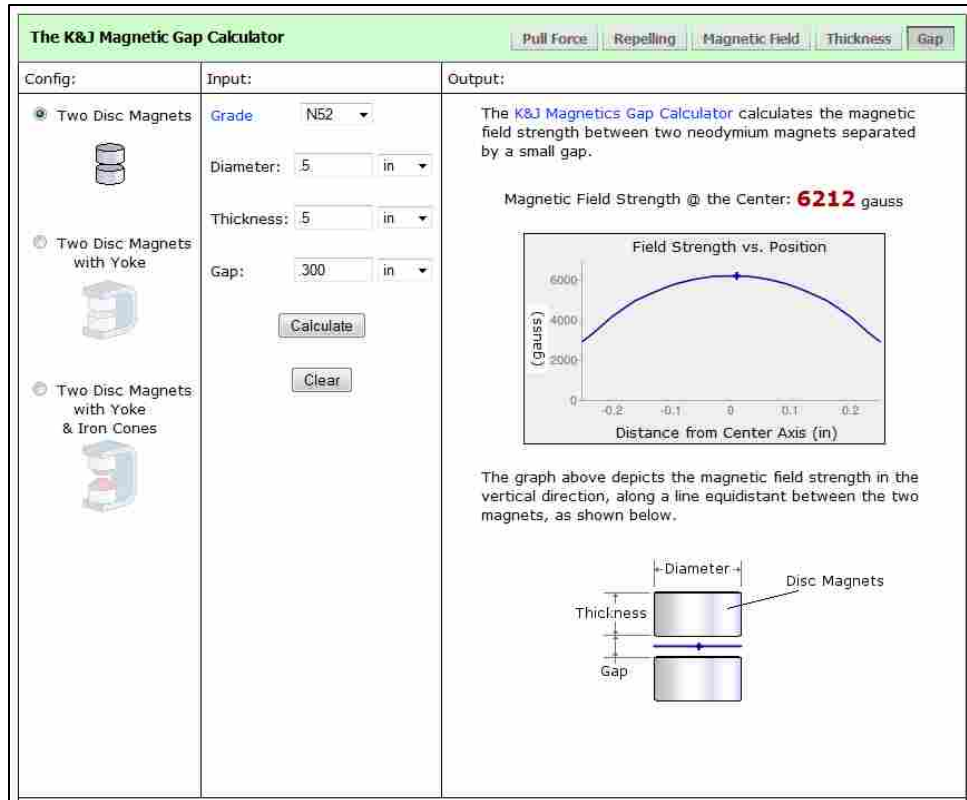 The K&J Magnetic Gap Calculator
Pull Force
Repelling
Magnetic Field
Thickness
Gap
Config:
Input:
Output:
Two Disc Magnets
Two Disc Magnets
with Yoke
Two Disc Magnets
with Yoke
& Iron Cones
Grade
N52
Diameter:
.5
in
Thickness:
.5
in
Gap:
.300
in
Calculate
Clear
The K&J Magnetics Gap Calculator calculates the magnetic
field strength between two neodymium magnets separated
by a small gap.
Magnetic Field Strength @ the Center: 6212 gauss
Field Strength vs. Position
(gauss)
6000
4000
2000
0
-0.2
-0.1
0
0.1
0.2
Distance from Center Axis (in)
The graph above depicts the magnetic field strength in the
vertical direction, along a line equidistant between the two
magnets, as shown below.
Diameter
Disc Magnets
Thickness
Gap